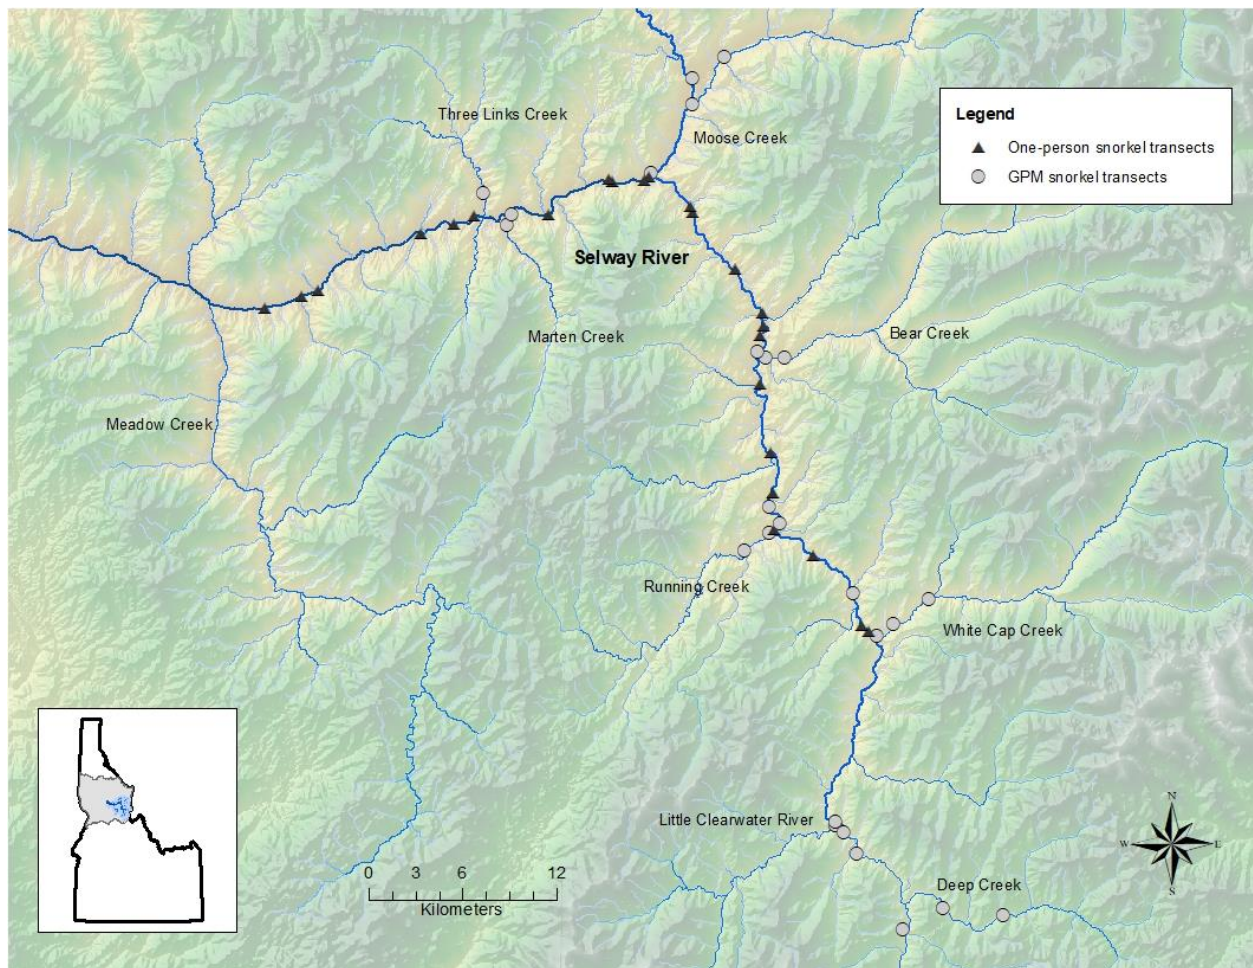 Three Links Creek
Moose Creek
Legend
One-person snorkel transects
GPM snorkel transects
Selway River
Marten Creek
Bear Creek
Meadow Creek
Running Creek
White Cap Creek
Little Clearwater River
Deep Creek
0 3 6 12
Kilometers
N
W E
S